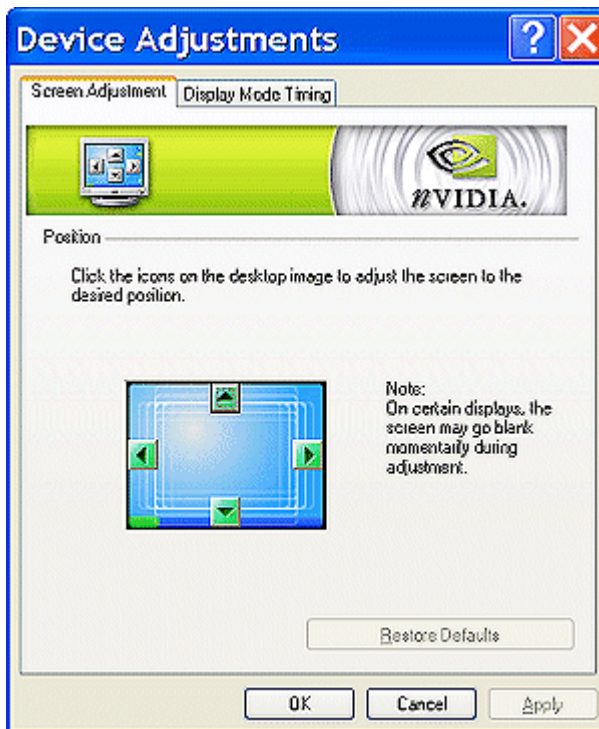 Device Adjustments
Screen Adjustment
Display Mode Timing
nVIDIA.
Position
Click the icons on the desktop image to adjust the screen to the
desired position.
Note:
On certain displays, the
screen may go blank
momentarily during
adjustment.
Restore Defaults
OK
Cancel
Apply